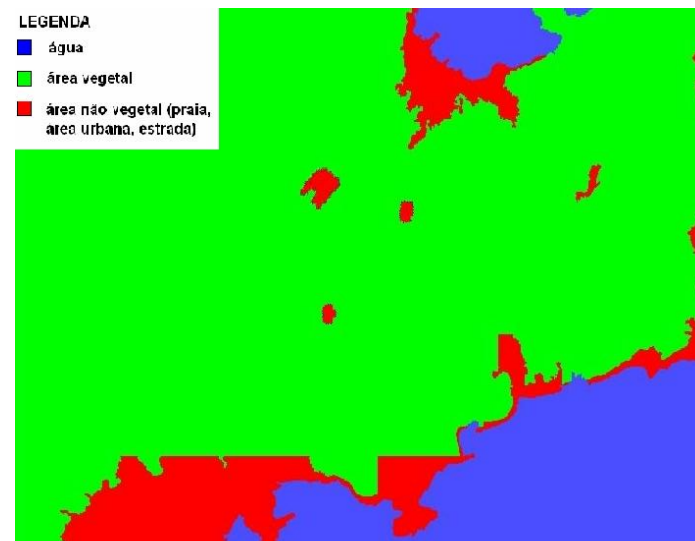 LEGENDA
água
área vegetal
área não vegetal (praia,
area urbana, estrada)